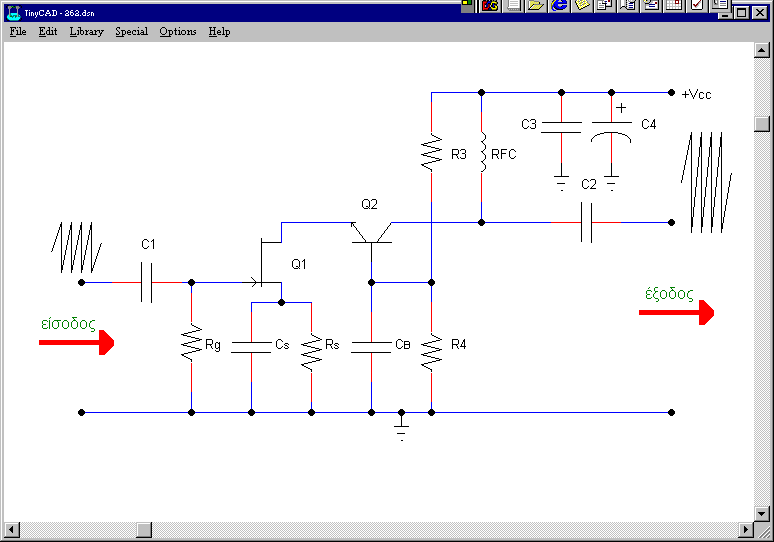 TinyCAD - 262.dsn
File Edit Library Special Options Help
+Vcc
+
C3
C4
R3
RFC
C2
Q2
C1
Q1
έξοδος
είσοδος
Rg
Cs
Rs
CB
R4